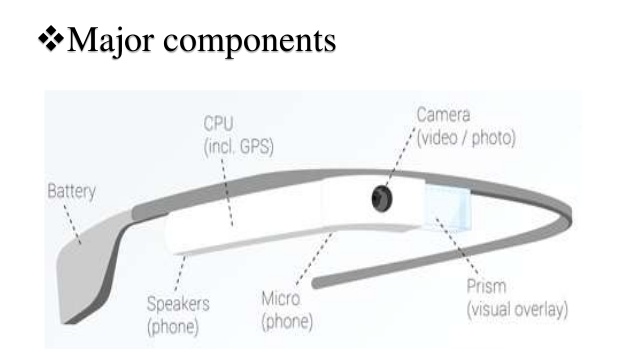 ❖Major components
CPU
(incl. GPS)
Camera
(video / photo)
Battery
Speakers
(phone)
Micro
(phone)
Prism
(visual overlay)